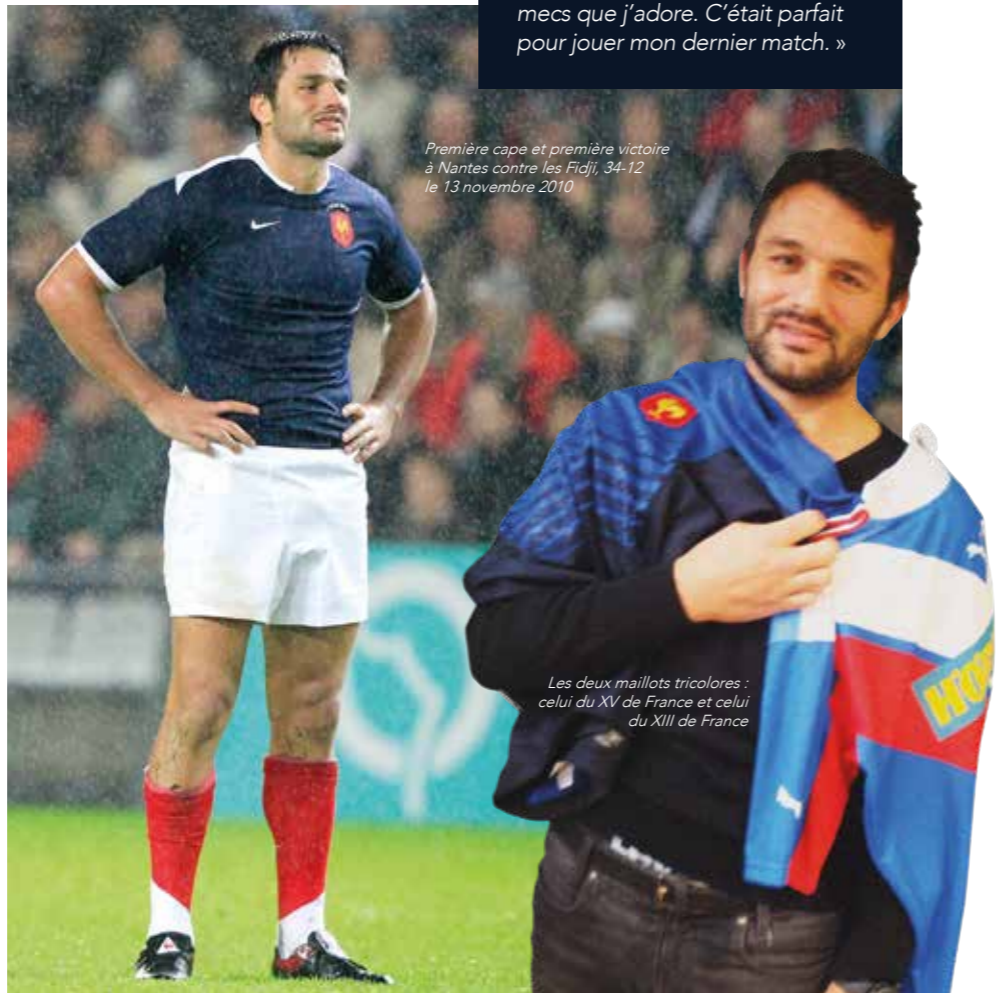 mecs que j’adore. C’était parfait
pour jouer mon dernier match. »
Première cape et première victoire
à Nantes contre les Fidji, 34-12
le 13 novembre 2010
Les deux maillots tricolores :
celui du XV de France et celui
du XIII de France